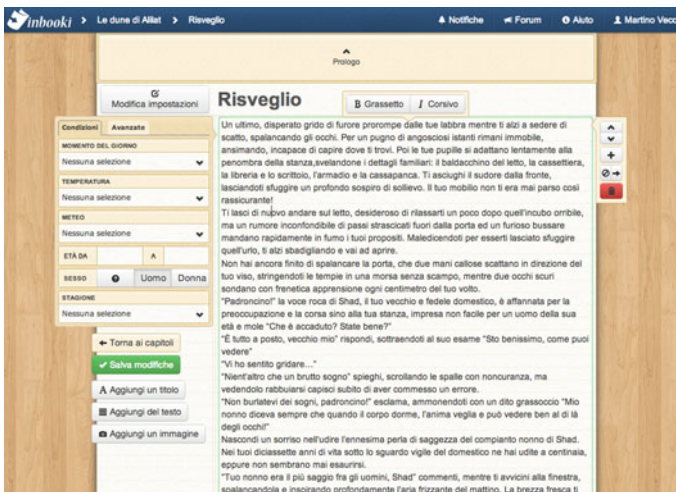 inbooki > Le dune di Alilat > Risveglio
Notifiche Forum Aiuto Martino Vecc
Prologo
Modifica impostazioni
Risveglio
B Grassetto I Corsivo
Condizioni Avanzate
MOMENTO DEL GIORNO
Nessuna selezione
TEMPERATURA
Nessuna selezione
METEO
Nessuna selezione
ETÀ DA A
SESSO Uomo Donna
STAGIONE
Nessuna selezione
Torna ai capitoli
Salva modifiche
A Aggiungi un titolo
Aggiungi del testo
Aggiungi un immagine
Un ultimo, disperato grido di furore prorompe dalle tue labbra mentre ti alzi a sedere di
scatto, spalancando gli occhi. Per un pugno di angosciosi istanti rimani immobile,
ansimando, incapace di capire dove ti trovi. Poi le tue pupille si adattano lentamente alla
penombra della stanza,svelandone i dettagli familiari: il baldacchino del letto, la cassettiera,
la libreria e lo scrittoio, l'armadio e la cassapanca. Ti asciughi il sudore dalla fronte,
lasciandoti sfuggire un profondo sospiro di sollievo. Il tuo mobilio non ti era mai parso così
rassicurante!
Ti lasci di nuovo andare sul letto, desideroso di rilassarti un poco dopo quell'incubo orribile,
ma un rumore inconfondibile di passi strascicati fuori dalla porta ed un furioso bussare
mandano rapidamente in fumo i tuoi propositi. Maledicendoti per esserti lasciato sfuggire
quell'urlo, ti alzi sbadigliando e vai ad aprire.
Non hai ancora finito di spalancare la porta, che due mani callose scattano in direzione del
tuo viso, stringendoti le tempie in una morsa senza scampo, mentre due occhi scuri
sondano con frenetica apprensione ogni centimetro del tuo volto.
"Padroncino!" la voce roca di Shad, il tuo vecchio e fedele domestico, è affannata per la
preoccupazione e la corsa sino alla tua stanza, impresa non facile per un uomo della sua
età e mole "Che è accaduto? State bene?"
"È tutto a posto, vecchio mio" rispondi, sottraendoti al suo esame "Sto benissimo, come puoi
vedere"
"Vi ho sentito gridare..."
"Nient'altro che un brutto sogno" spieghi, scrollando le spalle con noncuranza, ma
vedendolo rabbuiarsi capisci subito di aver commesso un errore.
"Non burlatevi dei sogni, padroncino!" esclama, ammonendoti con un dito grassoccio "Mio
nonno diceva sempre che quando il corpo dorme, l'anima veglia e può vedere ben al di là
degli occhi!"
Nascondi un sorriso nell'udire l'ennesima perla di saggezza del compianto nonno di Shad.
Nei tuoi diciassette anni di vita sotto lo sguardo vigile del domestico ne hai udite a centinaia,
eppure non sembrano mai esaurirsi.
"Tuo nonno era il più saggio fra gli uomini, Shad" commenti, mentre ti avvicini alla finestra,
spalancandola e inspirando profondamente l'aria frizzante del mattino. La brezza fresca ti